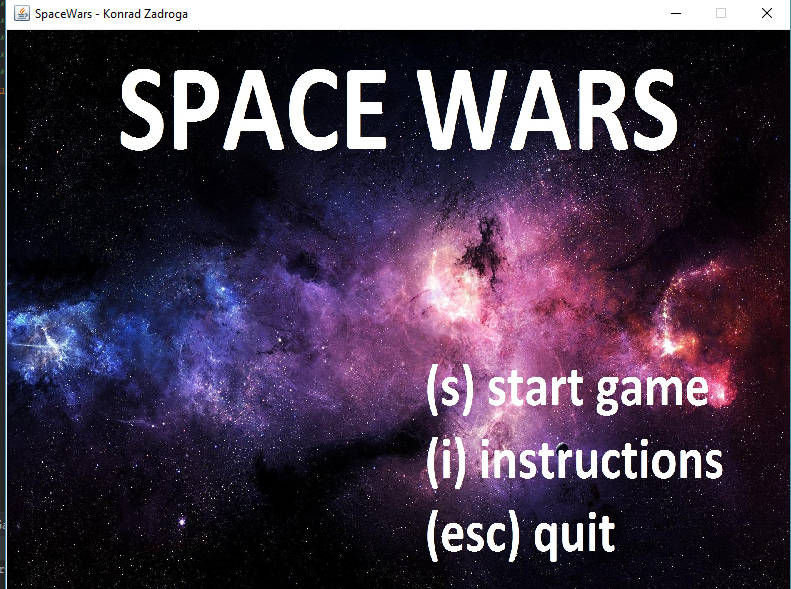 SpaceWars - Konrad Zadroga
SPACE WARS
(s) start game
(i) instructions
(esc) quit